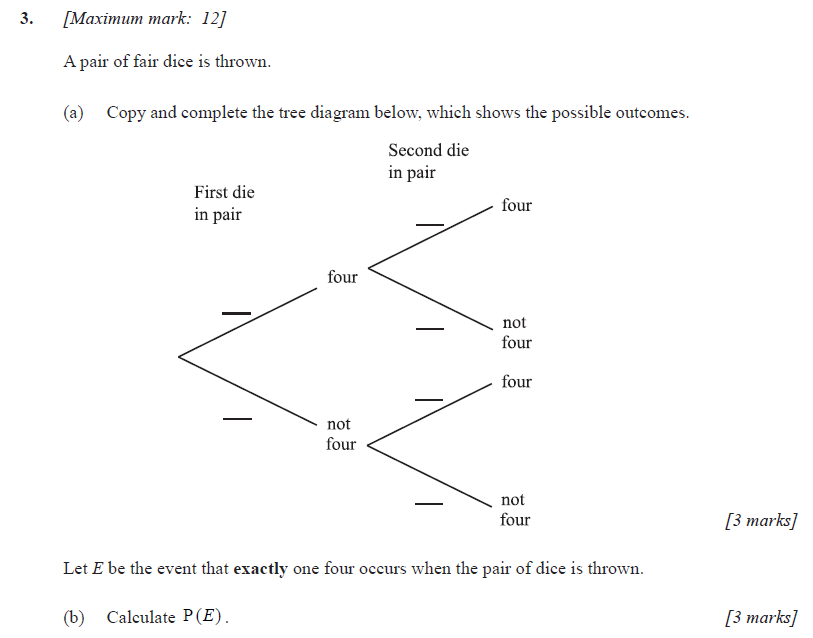 3. [Maximum mark: 12]
A pair of fair dice is thrown.
(a) Copy and complete the tree diagram below, which shows the possible outcomes.
Second die
in pair
First die
in pair
four
four
not
four
four
not
four
not
four
[3 marks]
Let E be the event that exactly one four occurs when the pair of dice is thrown.
(b) Calculate P(E).
[3 marks]